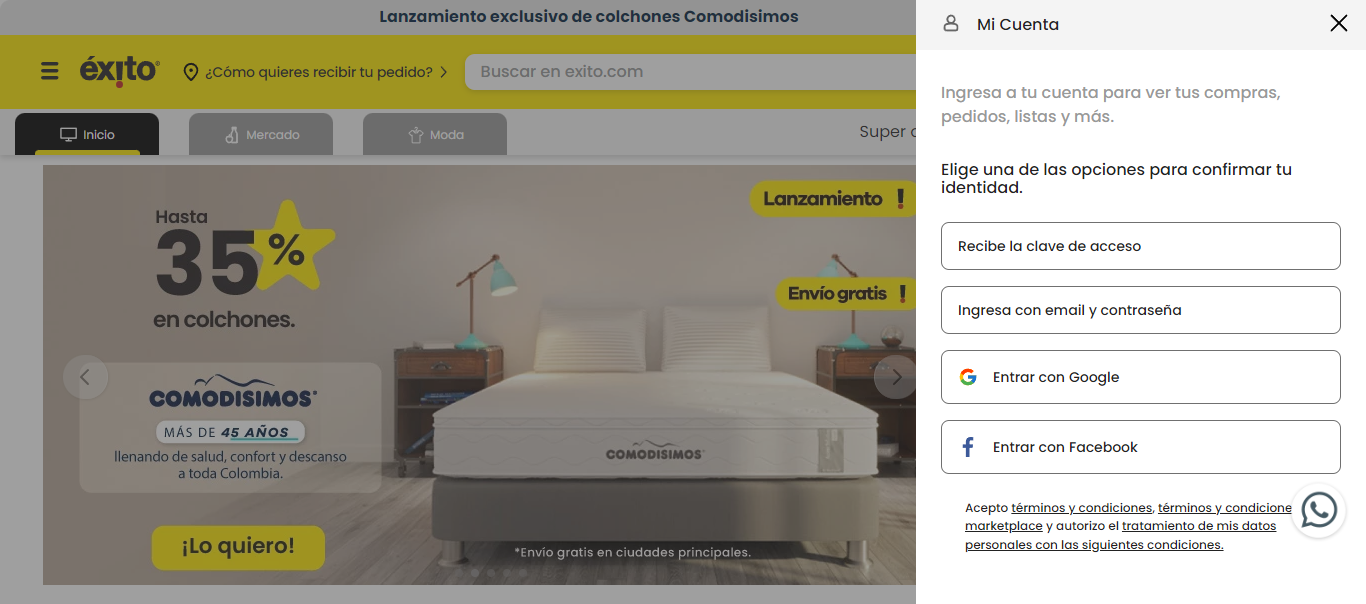 Lanzamiento exclusivo de colchones Comodisimos
éxito
¿Cómo quieres recibir tu pedido?
Buscar en exito.com
Inicio
Mercado
Moda
Super
Hasta
35%
en colchones.
COMODISIMOS
MÁS DE 45 AÑOS
llenando de salud, confort y descanso
a toda Colombia.
¡Lo quiero!
Lanzamiento !
Envío gratis !
COMODISIMOS
*Envío gratis en ciudades principales.
Mi Cuenta
Ingresa a tu cuenta para ver tus compras,
pedidos, listas y más.
Elige una de las opciones para confirmar tu
identidad.
Recibe la clave de acceso
Ingresa con email y contraseña
Entrar con Google
Entrar con Facebook
Acepto términos y condiciones, términos y condicione
marketplace y autorizo el tratamiento de mis datos
personales con las siguientes condiciones.